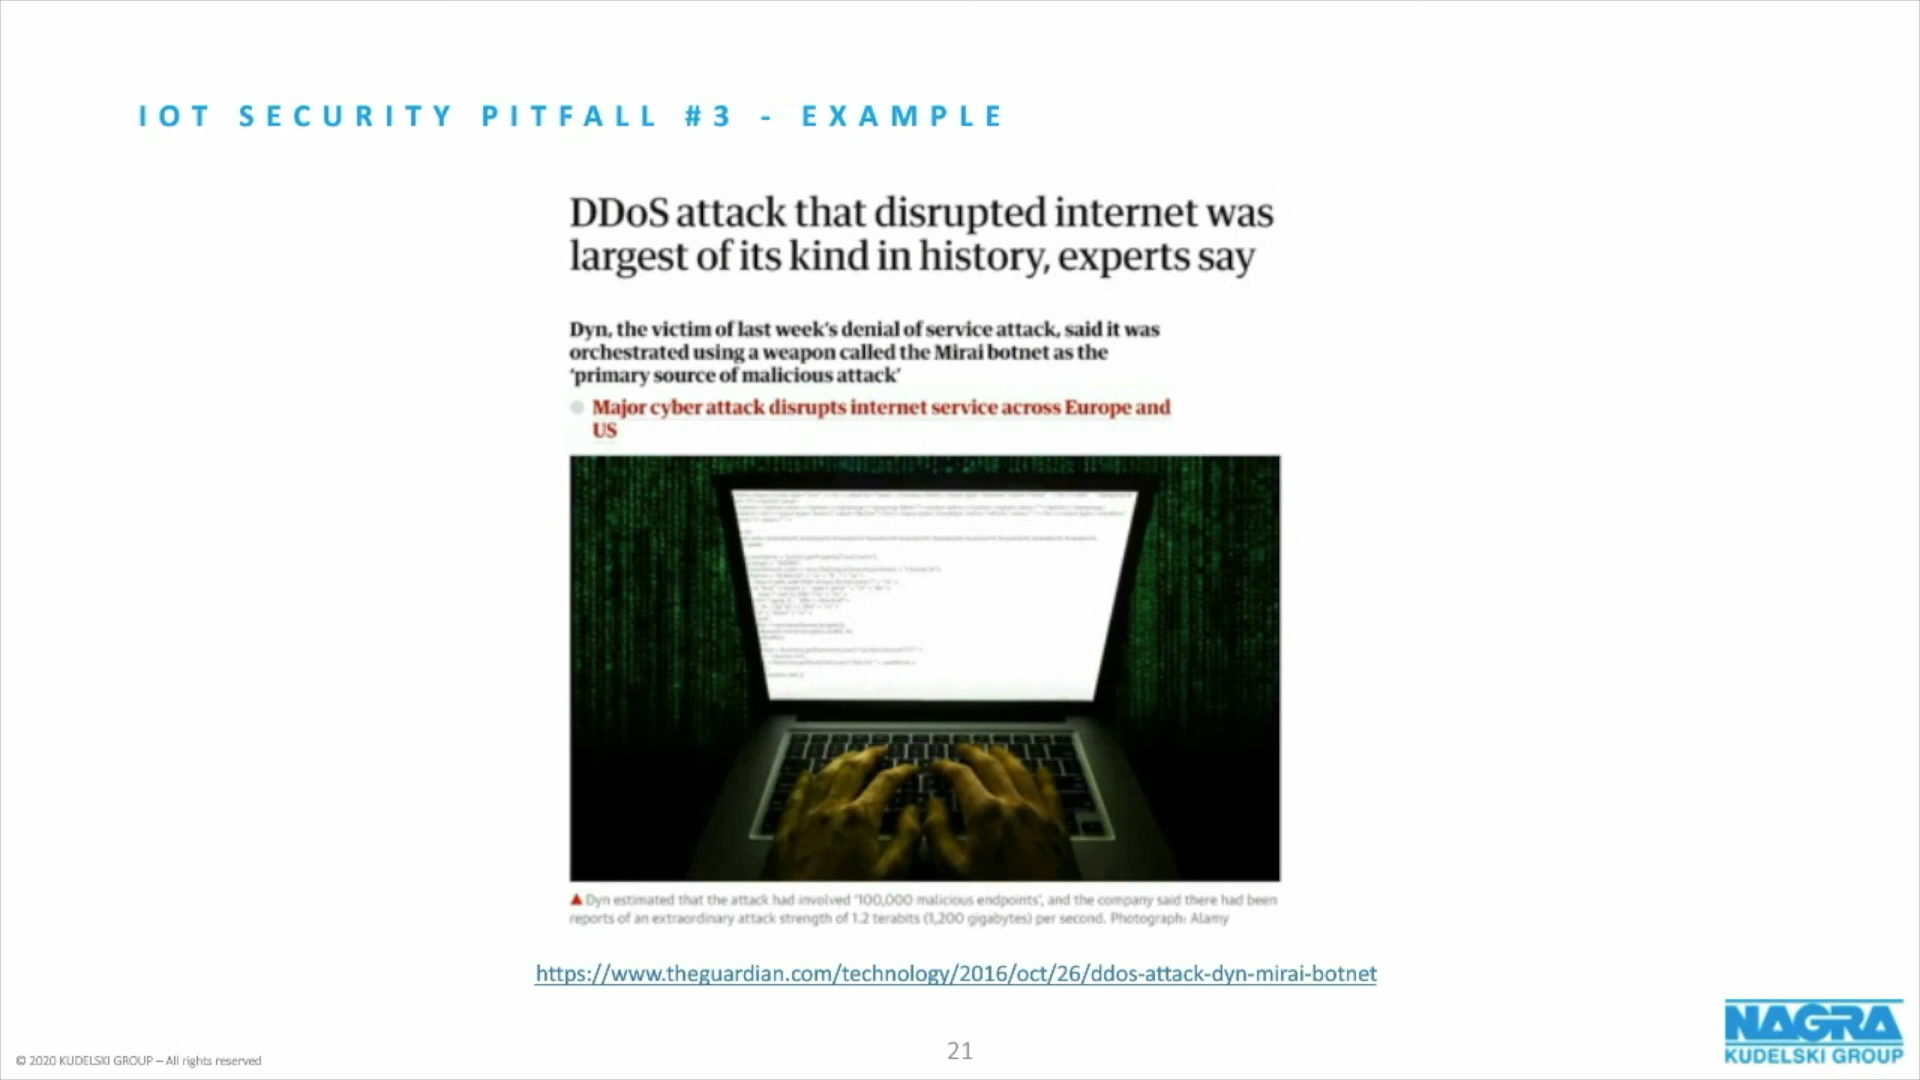 IOT SECURITY PITFALL #3 - EXAMPLE
DDoS attack that disrupted internet was
largest of its kind in history, experts say
Dyn, the victim of last week's denial of service attack, said it was
orchestrated using a weapon called the Mirai botnet as the
'primary source of malicious attack'
Major cyber attack disrupts internet service across Europe and
US
Dyn estimated that the attack had involved '100,000 malicious endpoints', and the company said there had been
reports of an extraordinary attack strength of 1.2 terabits (1,200 gigabytes) per second. Photograph: Alamy
https://www.theguardian.com/technology/2016/oct/26/ddos-attack-dyn-mirai-botnet
© 2020 KUDELSKI GROUP – All rights reserved
21
NAGRA
KUDELSKI GROUP